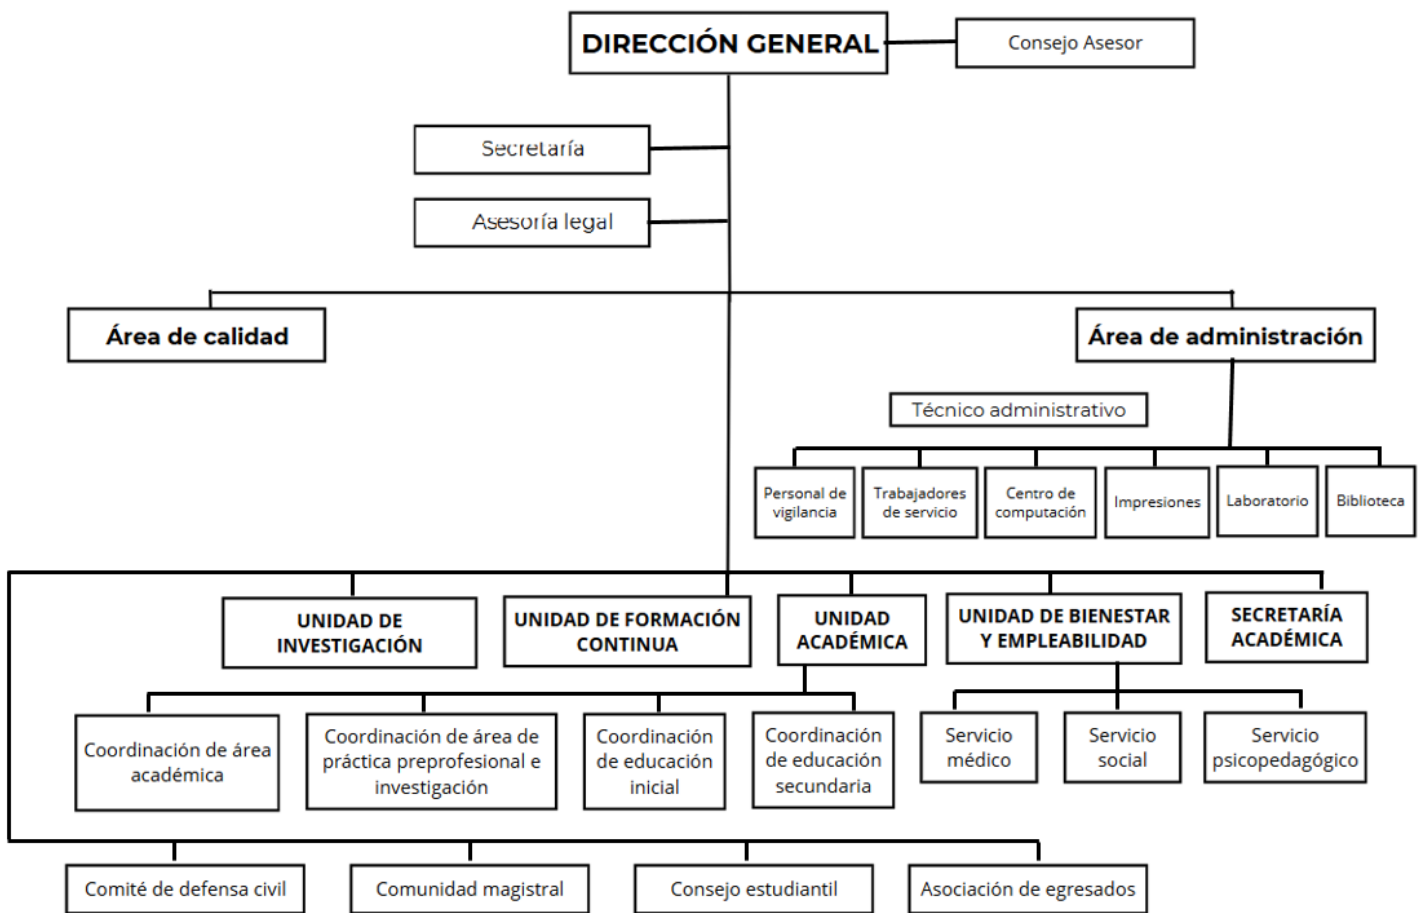 DIRECCIÓN GENERAL
Consejo Asesor
Secretaría
Asesoría legal
Área de calidad
Área de administración
Técnico administrativo
Personal de
vigilancia
Trabajadores
de servicio
Centro de
computación
Impresiones
Laboratorio
Biblioteca
UNIDAD DE
INVESTIGACIÓN
UNIDAD DE FORMACIÓN
CONTINUA
UNIDAD
ACADÉMICA
UNIDAD DE BIENESTAR
Y EMPLEABILIDAD
SECRETARÍA
ACADÉMICA
Coordinación de área
académica
Coordinación de área de
práctica preprofesional e
investigación
Coordinación
de educación
inicial
Coordinación
de educación
secundaria
Servicio
médico
Servicio
social
Servicio
psicopedagógico
Comité de defensa civil
Comunidad magistral
Consejo estudiantil
Asociación de egresados